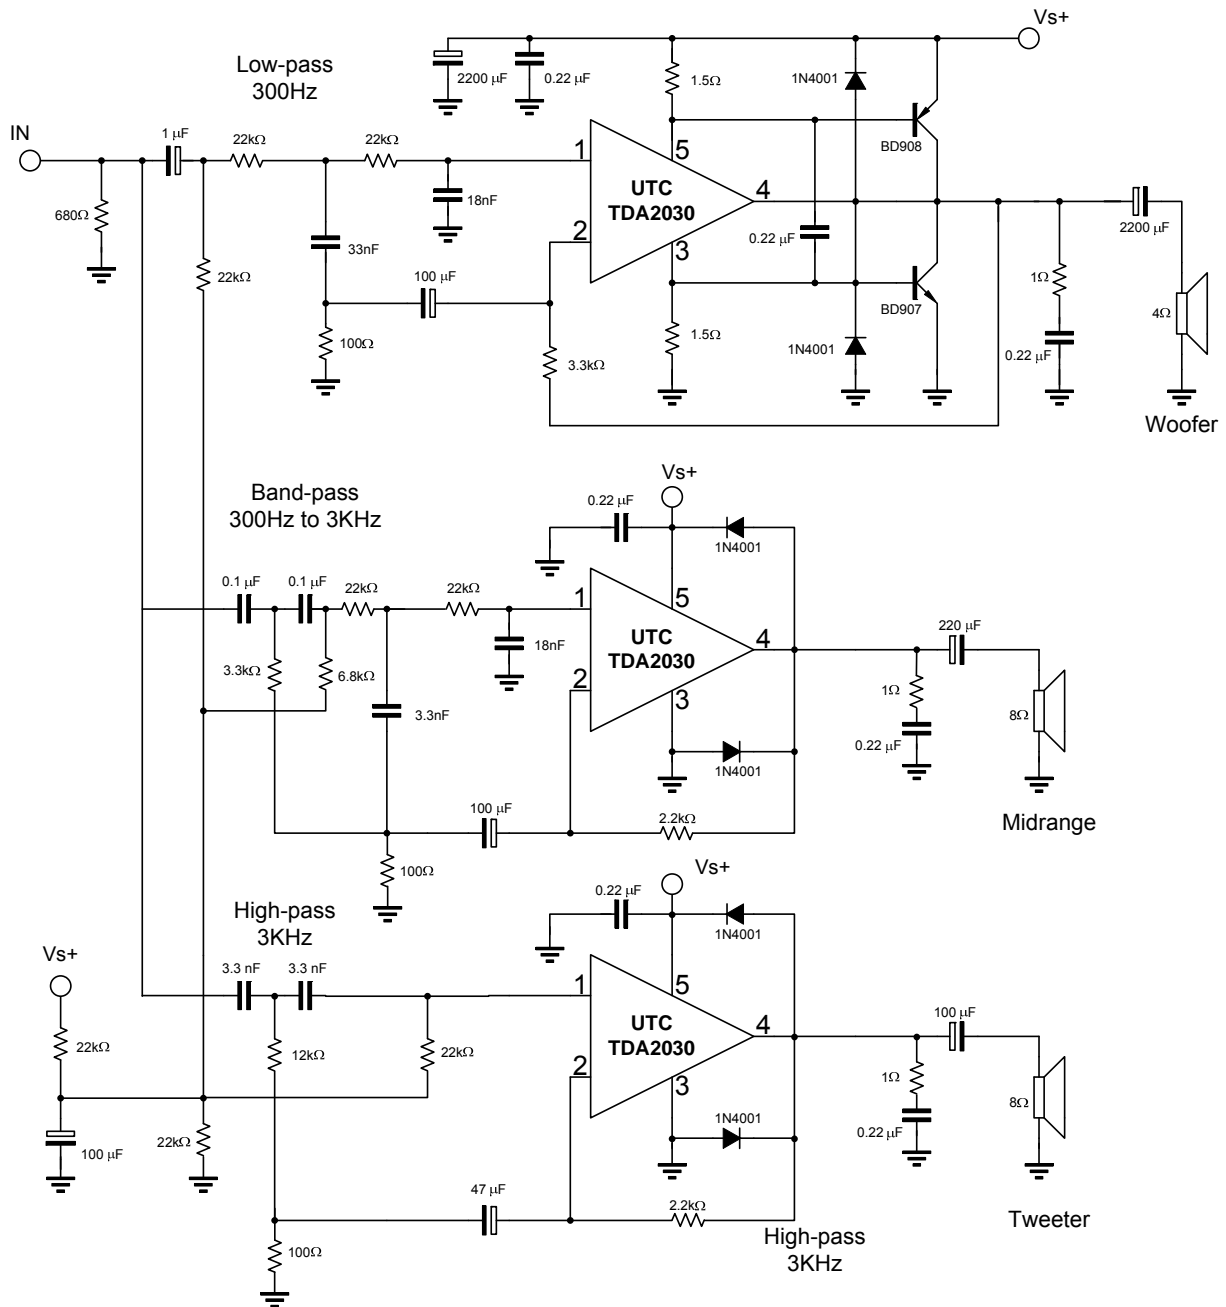 Vs+
Low-pass
300Hz
2200 μF
0.22 μF
1.5Ω
1N4001
BD908
IN
1 μF
22kΩ
22kΩ
1
5
UTC
TDA2030
4
680Ω
18nF
2
3
0.22 μF
2200 μF
33nF
22kΩ
100 μF
BD907
1Ω
4Ω
100Ω
3.3kΩ
1.5Ω
1N4001
0.22 μF
Woofer
Vs+
Band-pass
300Hz to 3KHz
0.22 μF
1N4001
0.1 μF
0.1 μF
22kΩ
22kΩ
1
5
UTC
TDA2030
4
220 μF
18nF
3.3kΩ
6.8kΩ
2
3
1Ω
3.3nF
8Ω
0.22 μF
1N4001
100 μF
2.2kΩ
Midrange
100Ω
Vs+
0.22 μF
High-pass
3KHz
1N4001
Vs+
3.3 nF
3.3 nF
1
5
UTC
TDA2030
4
100 μF
22kΩ
12kΩ
22kΩ
2
3
1Ω
8Ω
1N4001
0.22 μF
100 μF
22kΩ
47 μF
2.2kΩ
Tweeter
100Ω
High-pass
3KHz